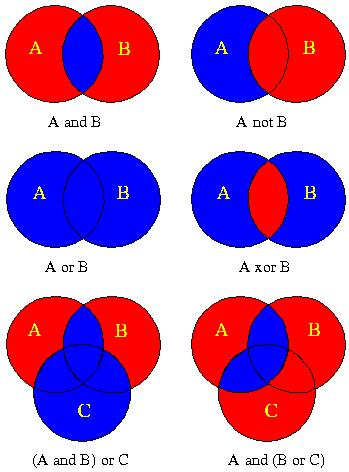 A B A B
A and B A not B
A B A B
A or B A xor B
A B A B
C C
(A and B) or C A and (B or C)